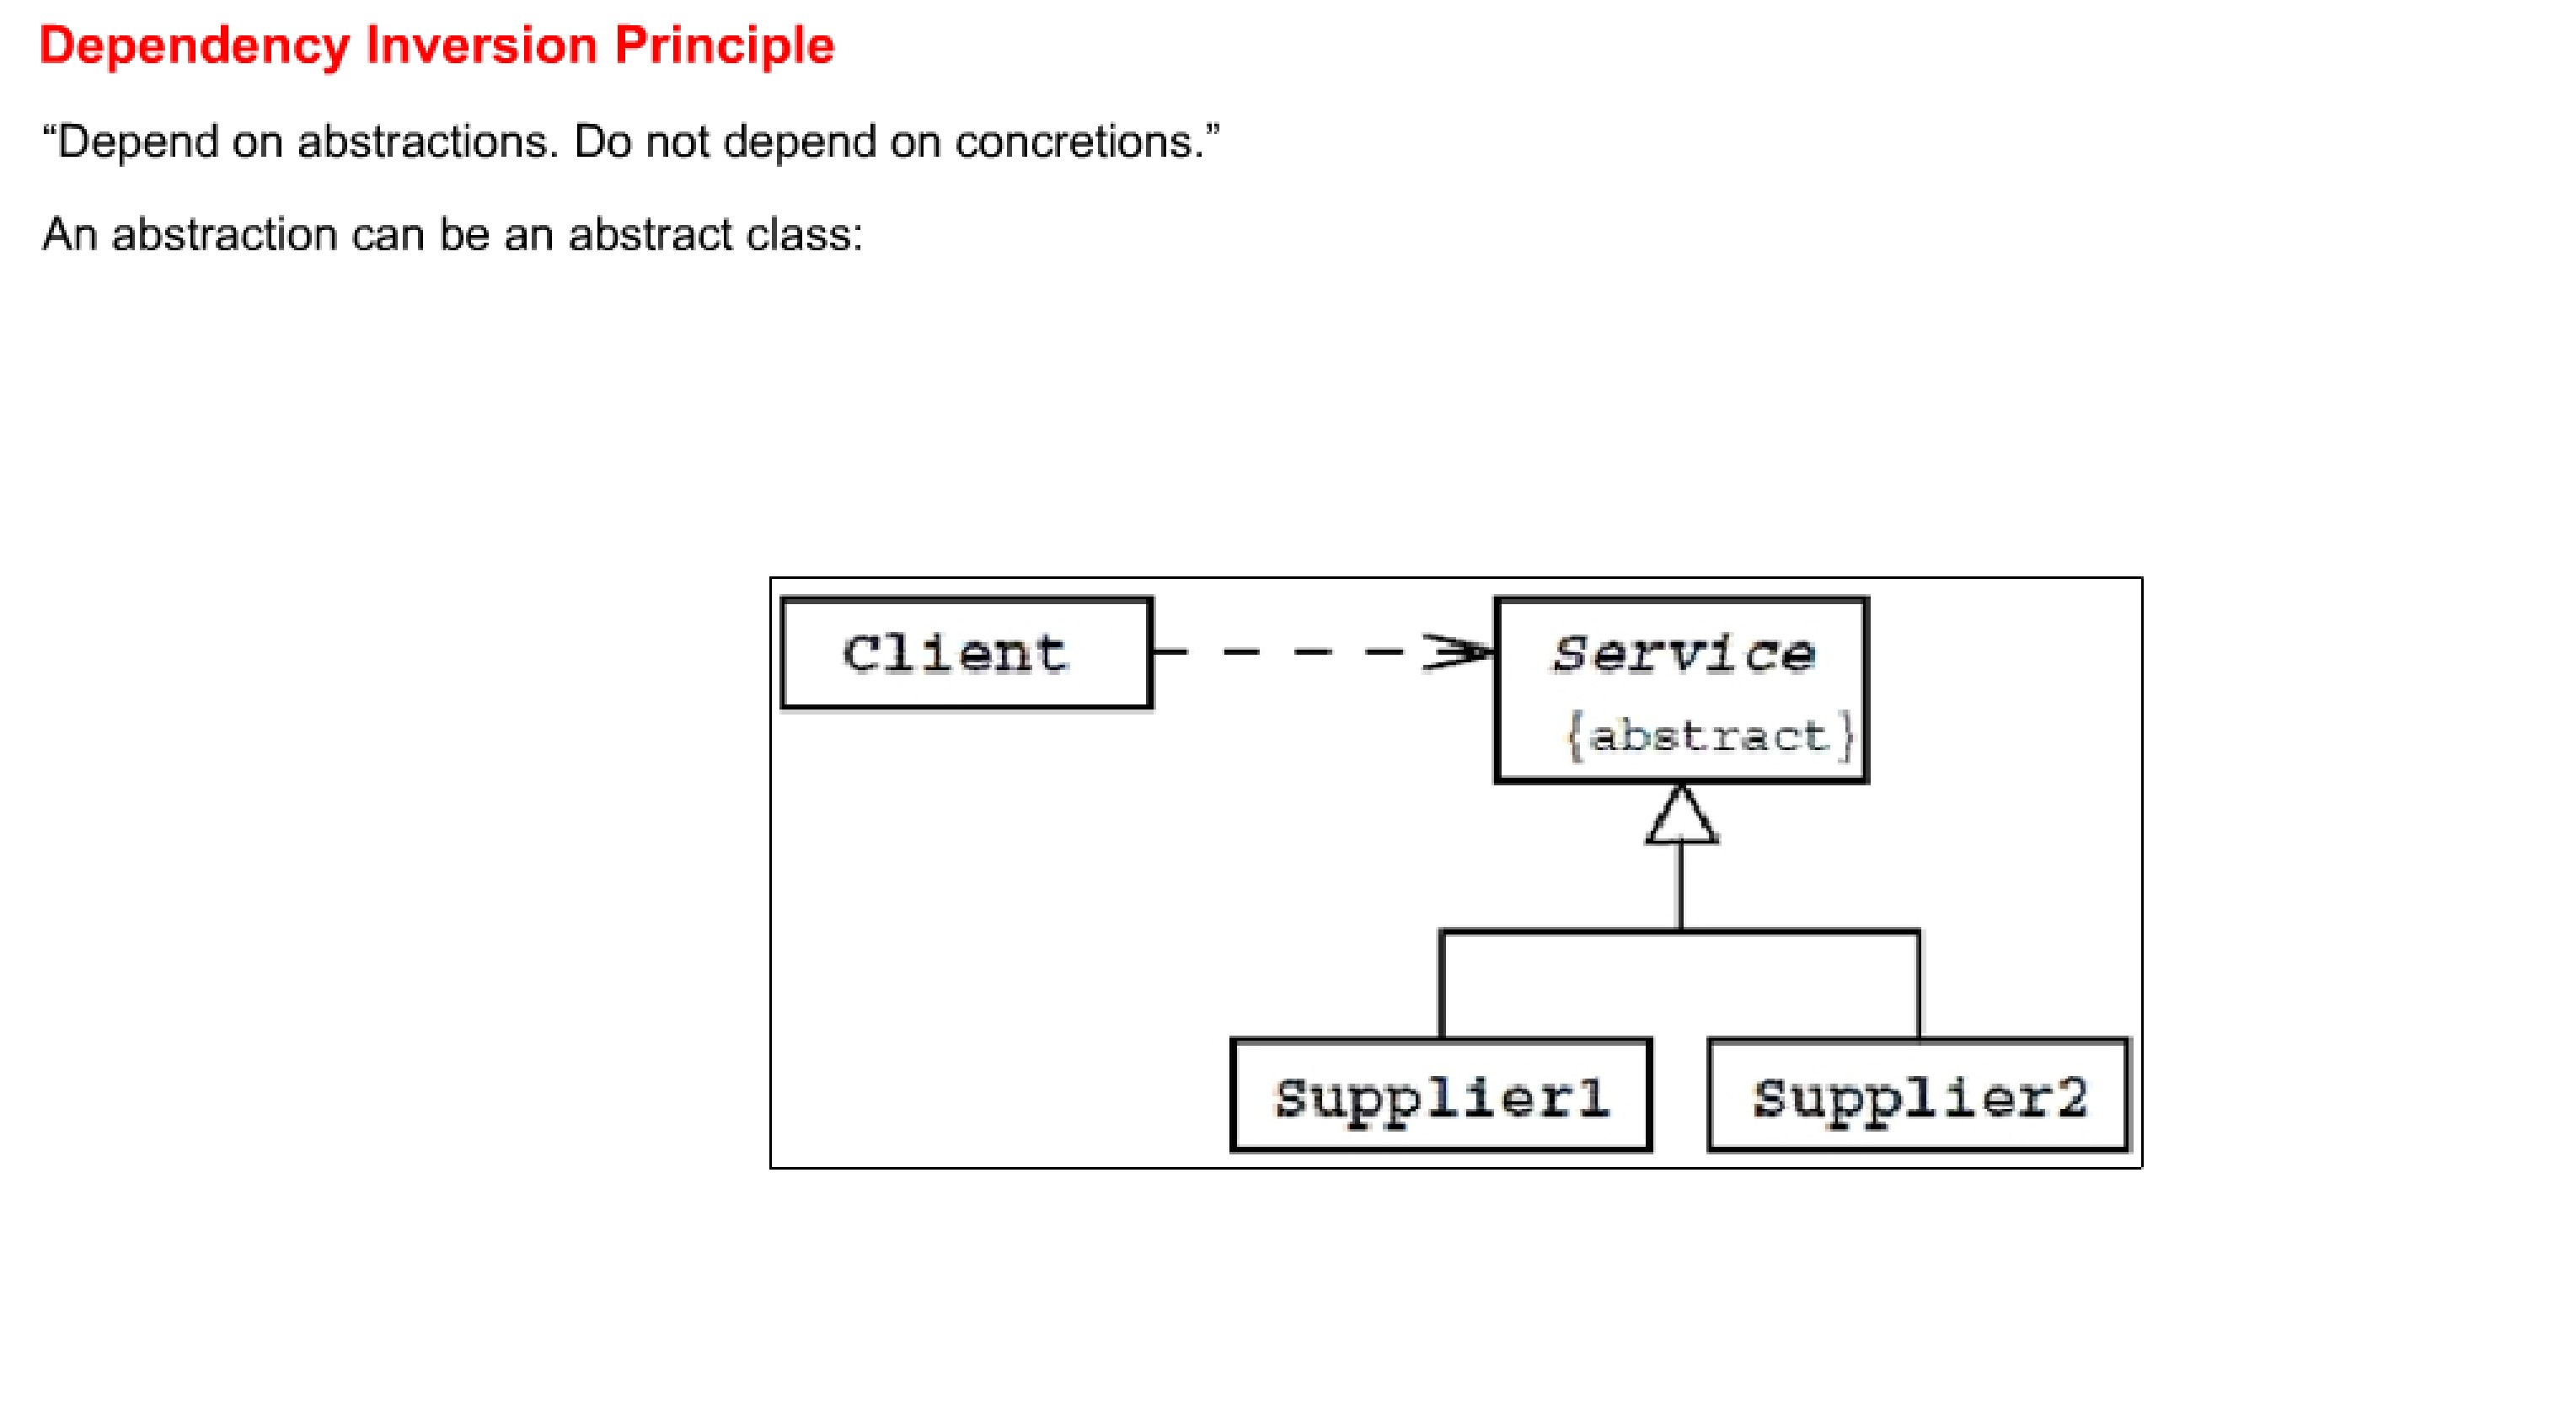 Dependency Inversion Principle
“Depend on abstractions. Do not depend on concretions.”
An abstraction can be an abstract class:
Client
Service
{abstract}
Supplier1
Supplier2